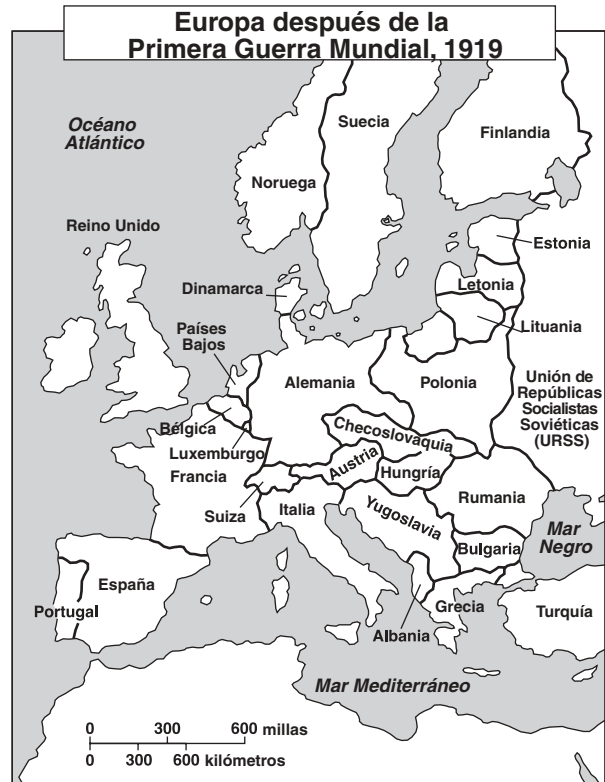 Europa después de la
Primera Guerra Mundial, 1919
Océano
Atlántico
Suecia
Finlandia
Noruega
Reino Unido
Estonia
Letonia
Dinamarca
Lituania
Países
Bajos
Alemania
Polonia
Unión de
Repúblicas
Socialistas
Soviéticas
(URSS)
Bélgica
Checoslovaquia
Luxemburgo
Austria
Francia
Hungría
Rumania
Suiza
Italia
Yugoslavia
Mar
Negro
Bulgaria
España
Portugal
Grecia
Turquía
Albania
Mar Mediterráneo
0 300 600 millas
0 300 600 kilómetros